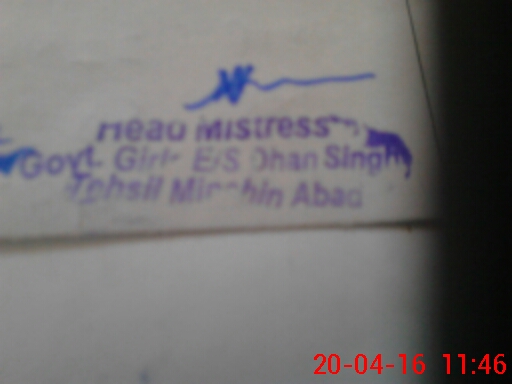 Head Mistress
Govt. Girls E/S Dhan Singh
Tehsil Minchin Abad
20-04-16 11:46